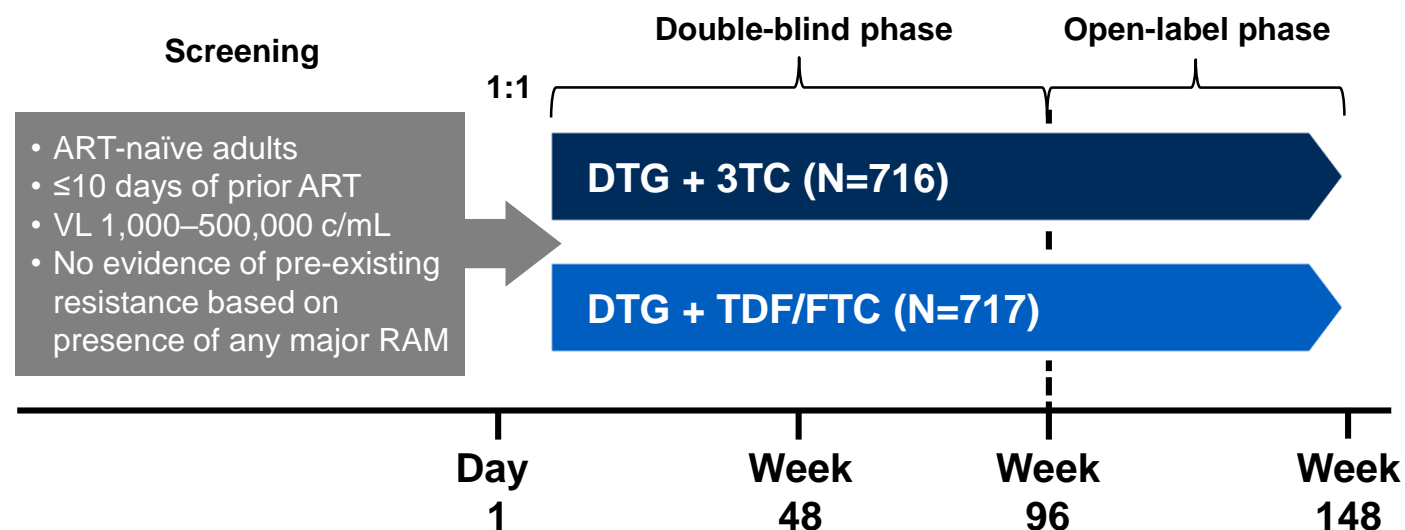 Screening
Double-blind phase
Open-label phase
1:1
• ART-naïve adults
• ≤10 days of prior ART
• VL 1,000–500,000 c/mL
• No evidence of pre-existing
resistance based on
presence of any major RAM
DTG + 3TC (N=716)
DTG + TDF/FTC (N=717)
Day
1
Week
48
Week
96
Week
148